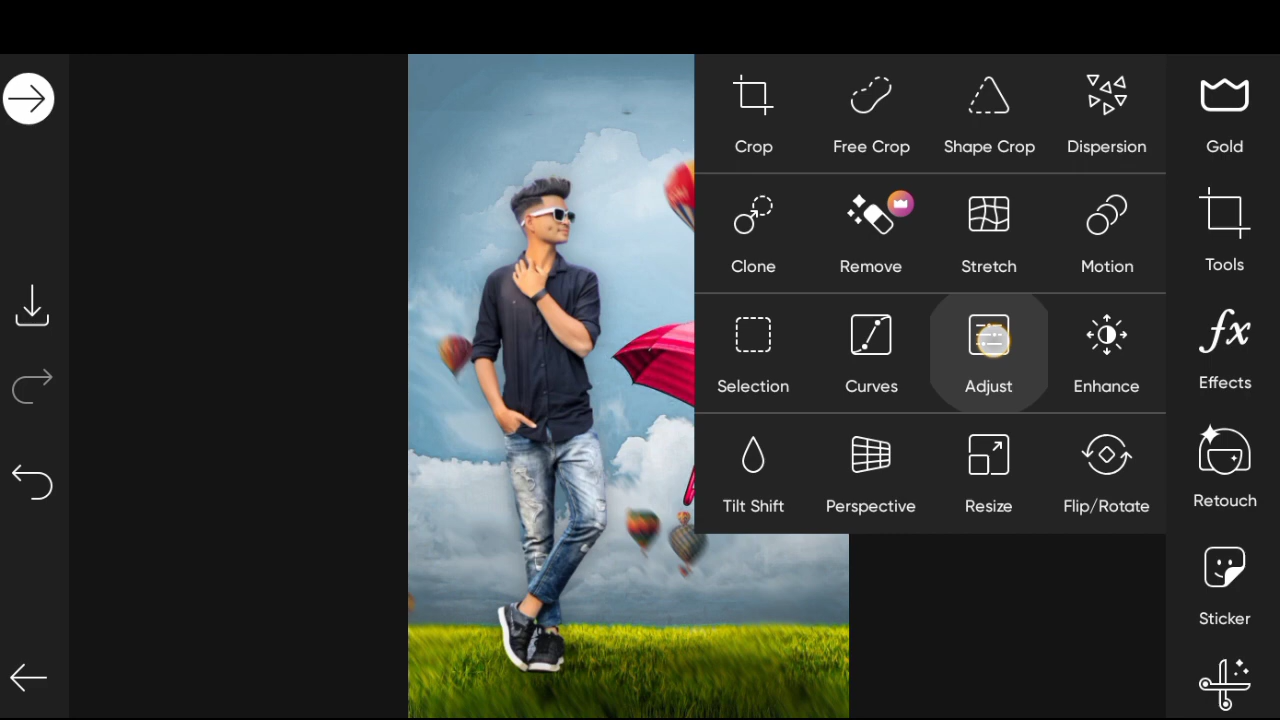 Crop Free Crop Shape Crop Dispersion Gold
Clone Remove Stretch Motion Tools
Selection Curves Adjust Enhance Effects
Tilt Shift Perspective Resize Flip/Rotate Retouch
Sticker